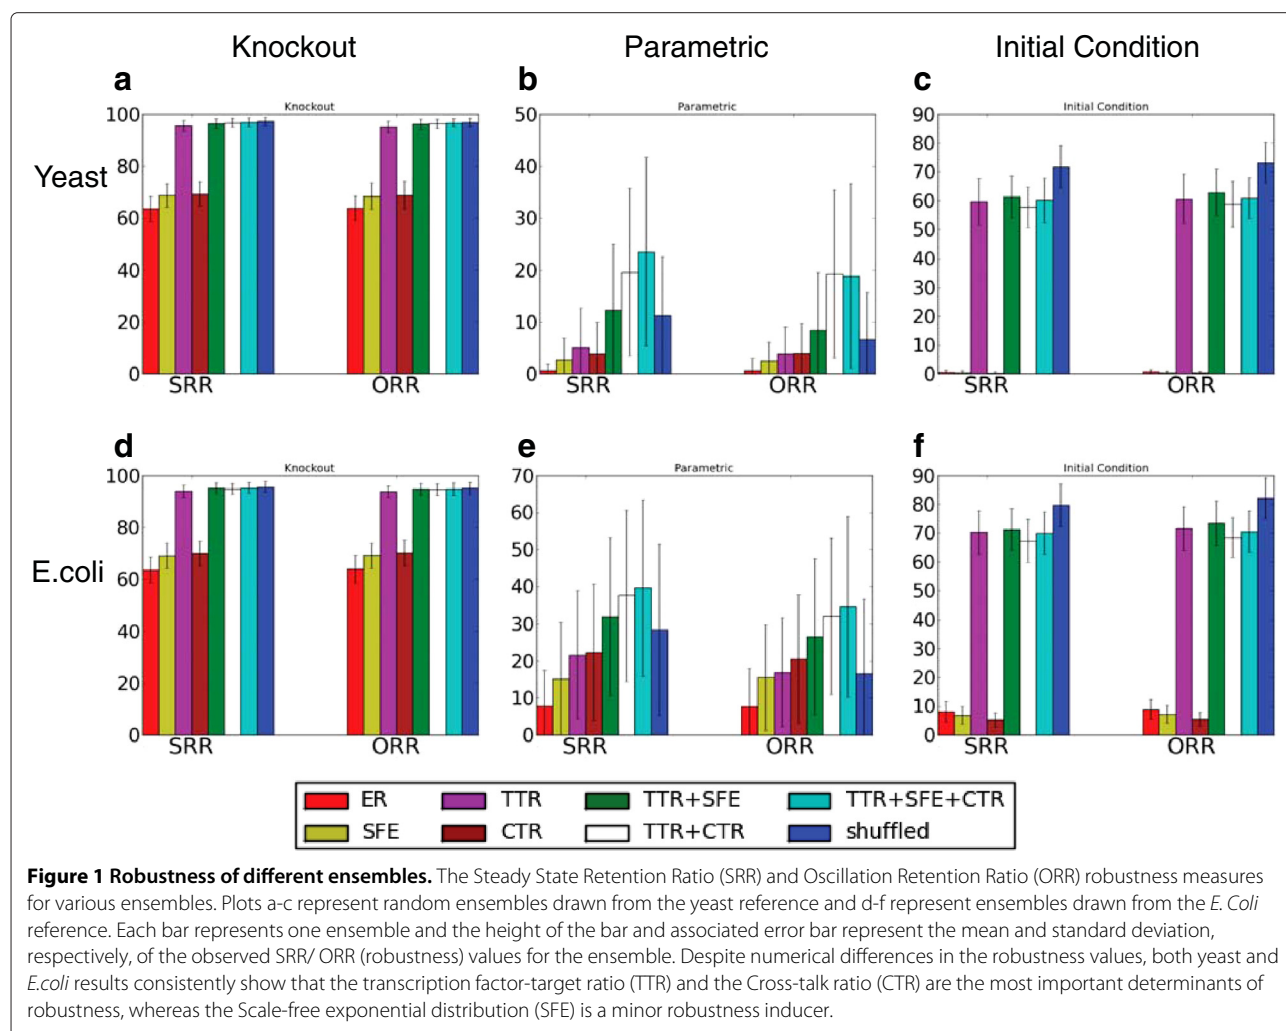 Knockout Parametric Initial Condition
a b c
Knockout Parametric Initial Condition
Yeast
100
80
60
40
20
0
SRR ORR
50
40
30
20
10
0
SRR ORR
90
80
70
60
50
40
30
20
10
0
SRR ORR
d e f
Knockout Parametric Initial Condition
E.coli
100
80
60
40
20
0
SRR ORR
70
60
50
40
30
20
10
0
SRR ORR
90
80
70
60
50
40
30
20
10
0
SRR ORR
ER TTR TTR+SFE TTR+SFE+CTR
SFE CTR TTR+CTR shuffled
Figure 1 Robustness of different ensembles. The Steady State Retention Ratio (SRR) and Oscillation Retention Ratio (ORR) robustness measures
for various ensembles. Plots a-c represent random ensembles drawn from the yeast reference and d-f represent ensembles drawn from the E. Coli
reference. Each bar represents one ensemble and the height of the bar and associated error bar represent the mean and standard deviation,
respectively, of the observed SRR/ ORR (robustness) values for the ensemble. Despite numerical differences in the robustness values, both yeast and
E.coli results consistently show that the transcription factor-target ratio (TTR) and the Cross-talk ratio (CTR) are the most important determinants of
robustness, whereas the Scale-free exponential distribution (SFE) is a minor robustness inducer.